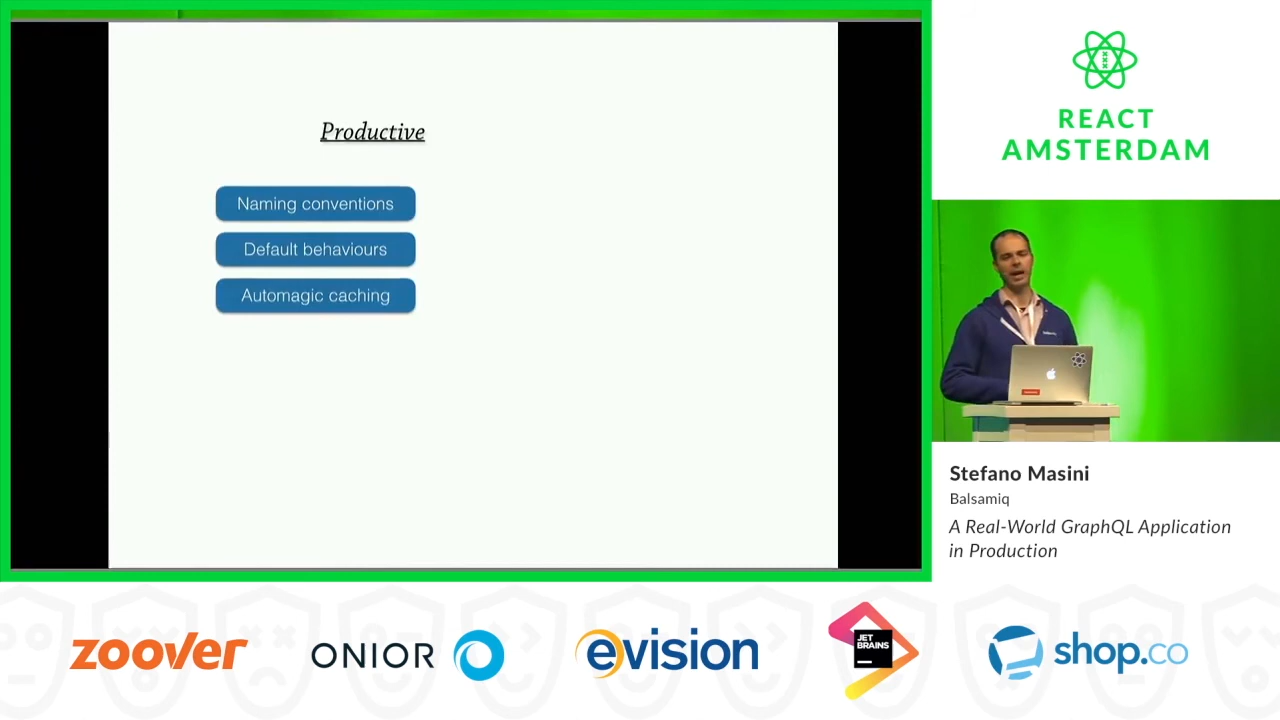 Productive
Naming conventions
Default behaviours
Automagic caching
REACT
AMSTERDAM
Stefano Masini
Balsamiq
A Real-World GraphQL Application
in Production
zoover
ONIOR
evision
JET
BRAINS
shop.co